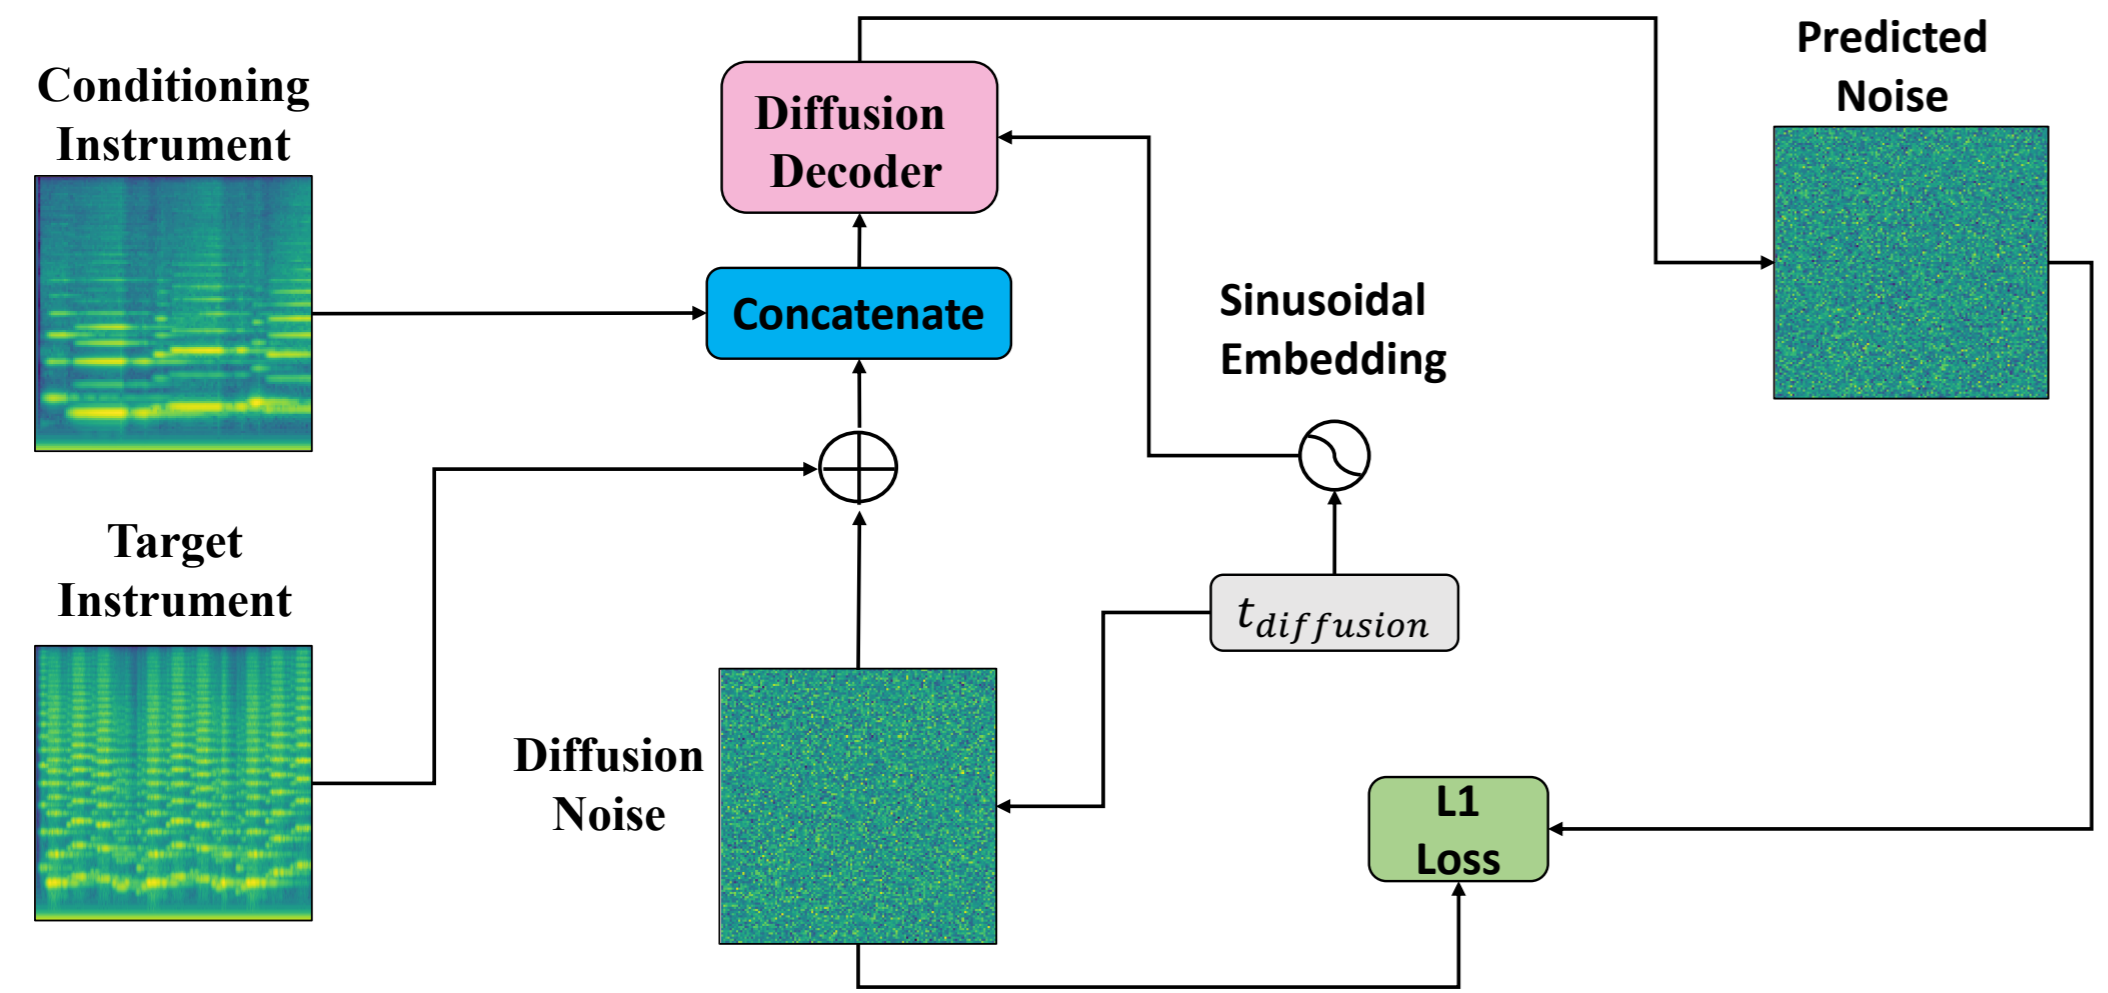 Conditioning
Instrument
Target
Instrument
Diffusion
Decoder
Concatenate
Diffusion
Noise
Sinusoidal
Embedding
t_diffusion
L1
Loss
Predicted
Noise